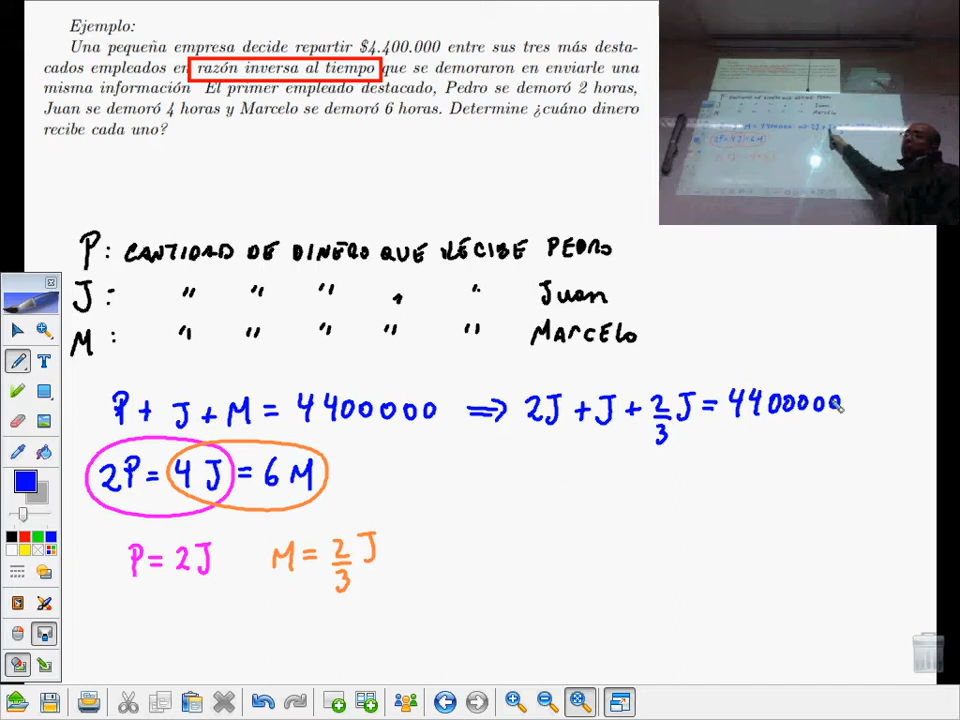 Ejemplo:
Una pequeña empresa decide repartir $4.400.000 entre sus tres más desta-
cados empleados en razón inversa al tiempo que se demoraron en enviarle una
misma información El primer empleado destacado, Pedro se demoró 2 horas,
Juan se demoró 4 horas y Marcelo se demoró 6 horas. Determine ¿cuáno dinero
recibe cada uno?
P: CANTIDAD DE DINERO QUE RECIBE PEDRO
J: " " " " " Juan
M: " " " " " MARCELO
P + J + M = 4400000 ⇒ 2J + J + 2/3 J = 4400000
2P = 4J = 6M
P = 2J M = 2/3 J